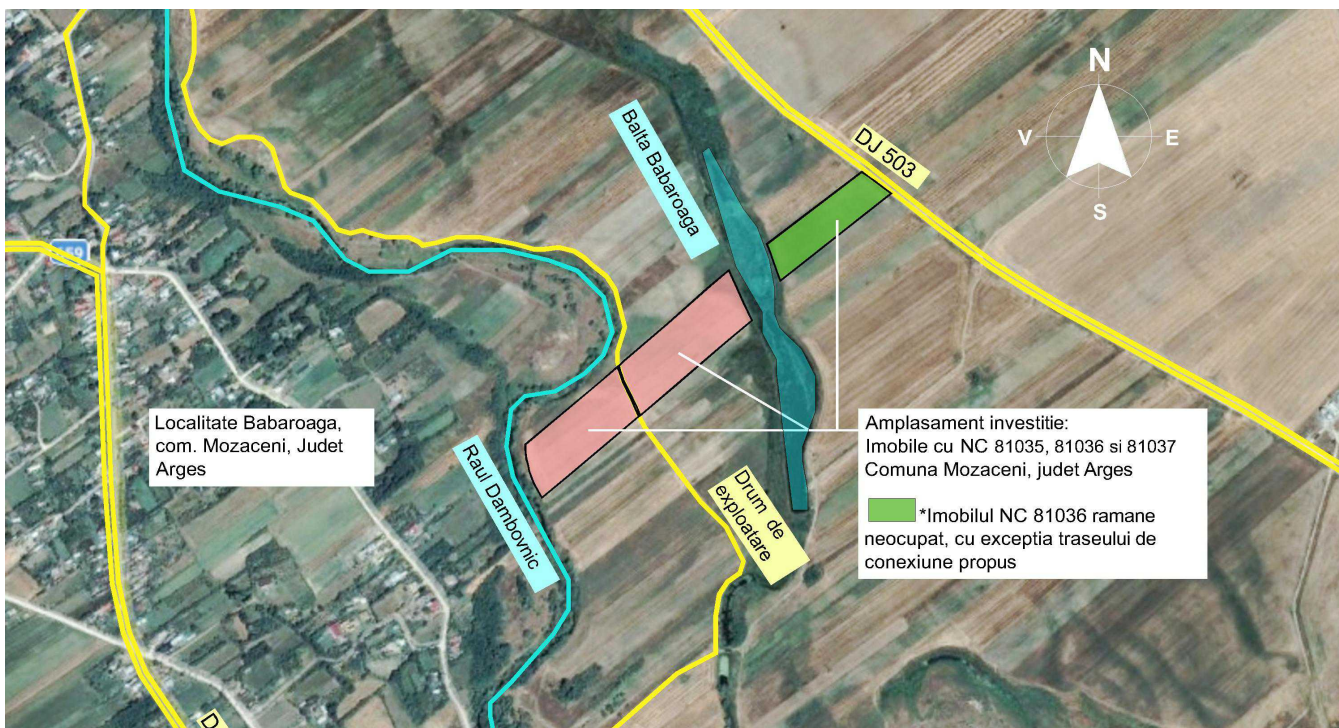 N
V
E
S
DJ 503
Balta Babaroaga
Localitate Babaroaga,
com. Mozaceni, Judet
Arges
Raul Dambovnic
Drum de
exploatare
Amplasament investitie:
Imobile cu NC 81035, 81036 si 81037
Comuna Mozaceni, judet Arges
*Imobilul NC 81036 ramane
neocupat, cu exceptia traseului de
conexiune propus
D